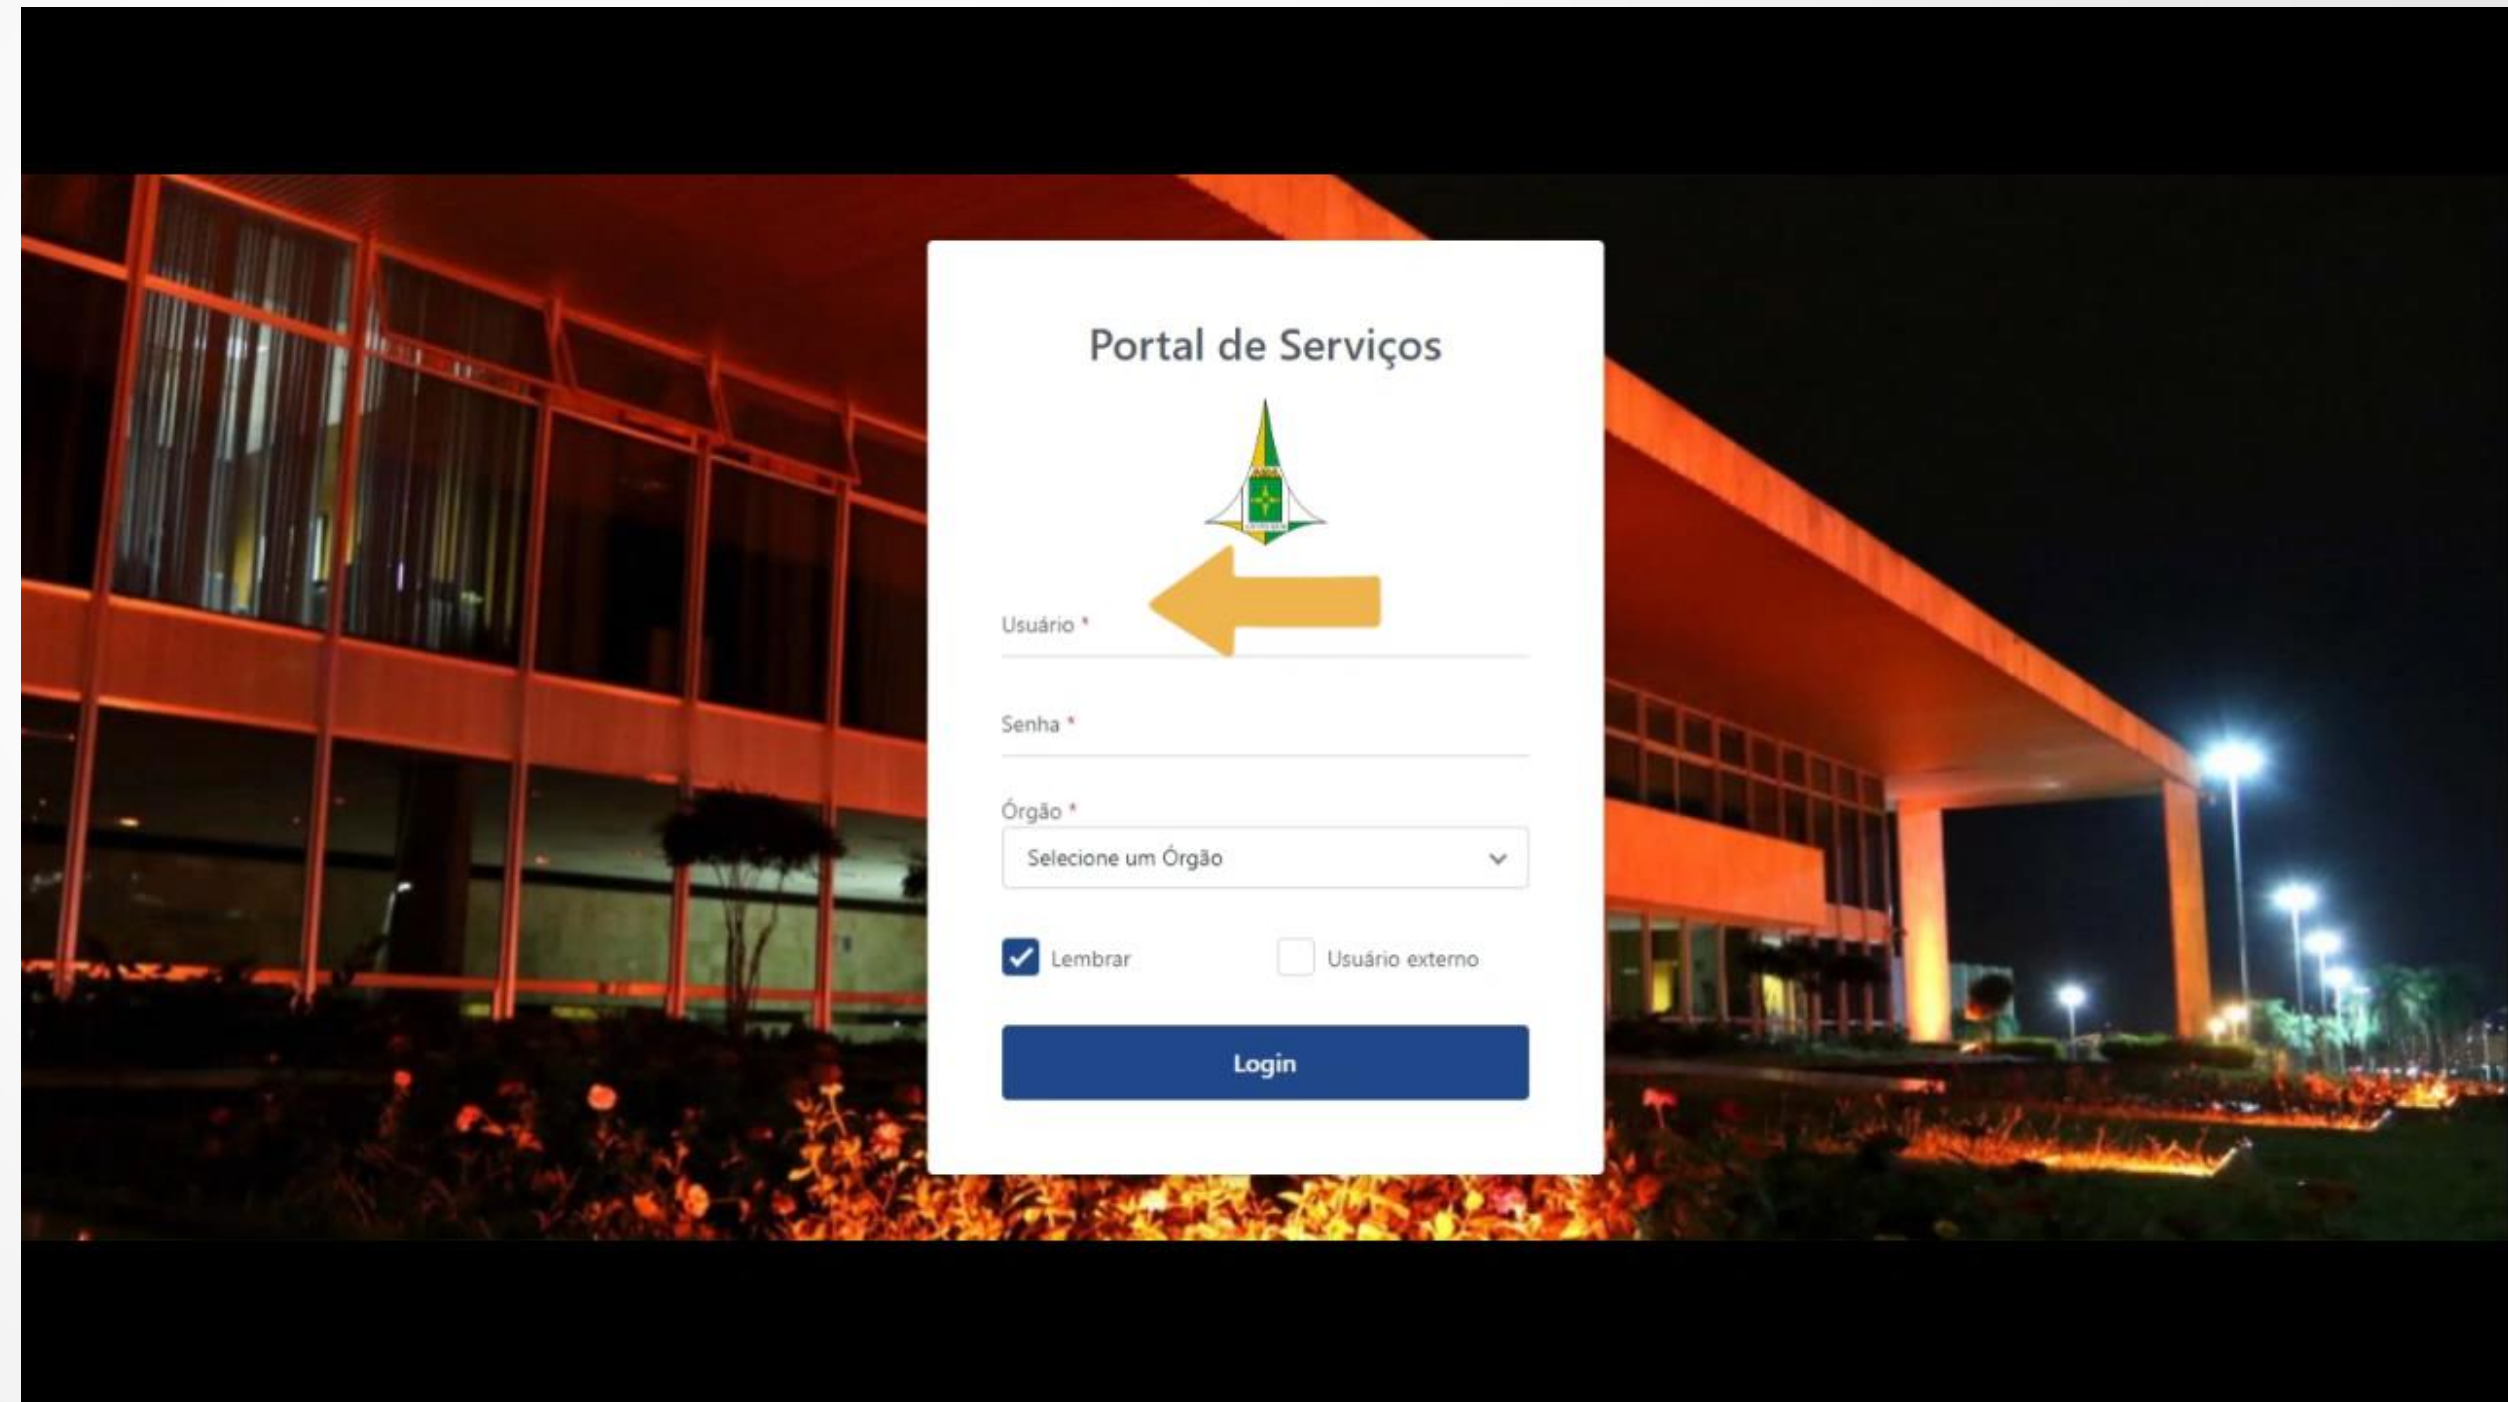 Portal de Serviços
Usuário *
Senha *
Órgão *
Selecione um Órgão
Lembrar
Usuário externo
Login